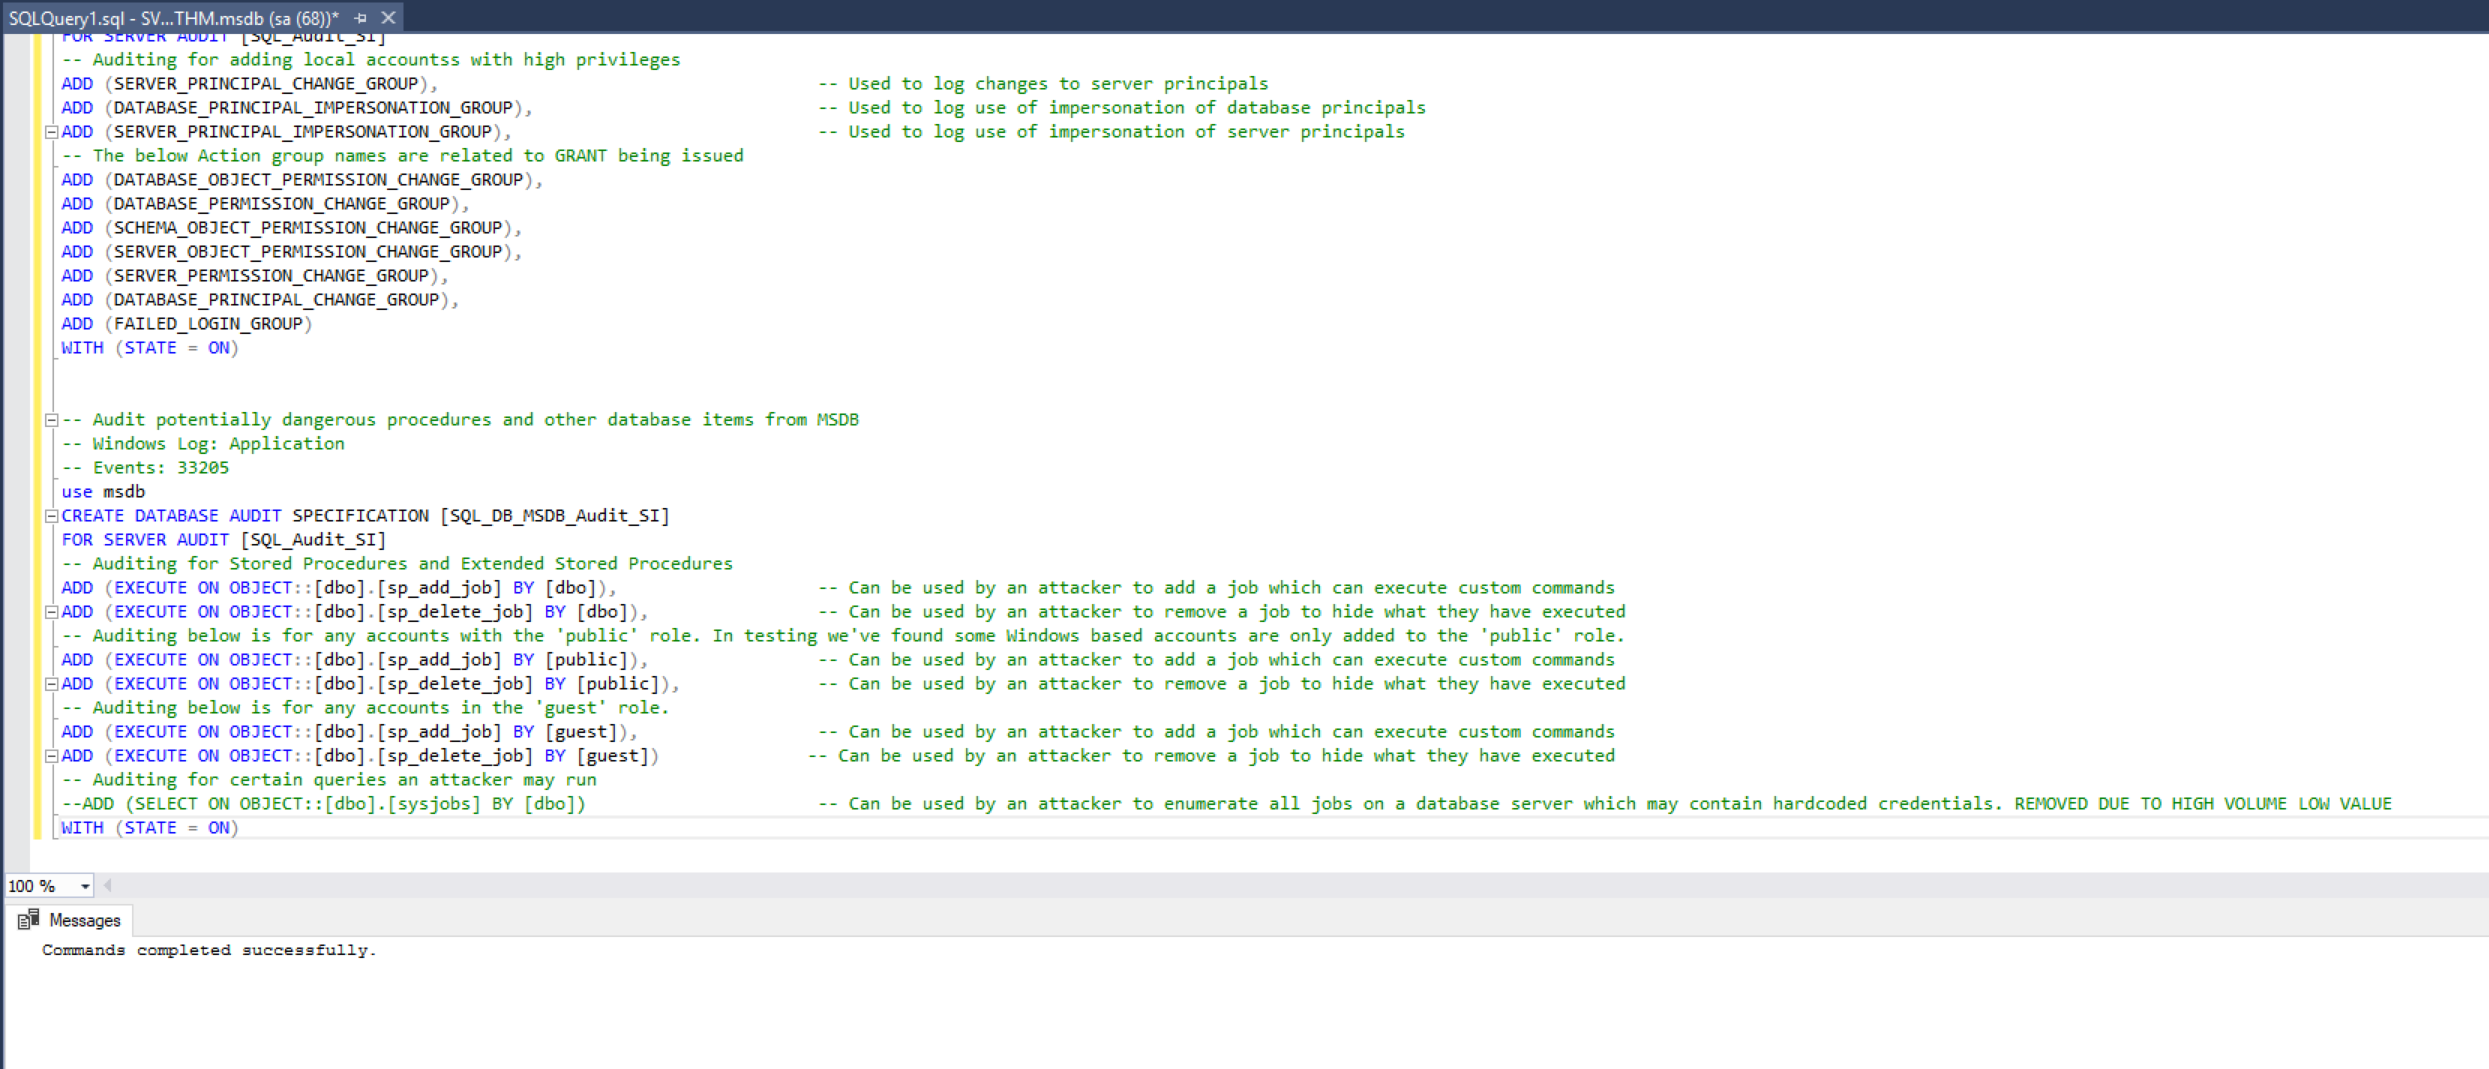 SQLQuery1.sql - SV...THM.msdb (sa (68))*
FOR SERVER AUDIT [SQL_Audit_SI]
-- Auditing for adding local accountss with high privileges
ADD (SERVER_PRINCIPAL_CHANGE_GROUP), -- Used to log changes to server principals
ADD (DATABASE_PRINCIPAL_IMPERSONATION_GROUP), -- Used to log use of impersonation of database principals
ADD (SERVER_PRINCIPAL_IMPERSONATION_GROUP), -- Used to log use of impersonation of server principals
-- The below Action group names are related to GRANT being issued
ADD (DATABASE_OBJECT_PERMISSION_CHANGE_GROUP),
ADD (DATABASE_PERMISSION_CHANGE_GROUP),
ADD (SCHEMA_OBJECT_PERMISSION_CHANGE_GROUP),
ADD (SERVER_OBJECT_PERMISSION_CHANGE_GROUP),
ADD (SERVER_PERMISSION_CHANGE_GROUP),
ADD (DATABASE_PRINCIPAL_CHANGE_GROUP),
ADD (FAILED_LOGIN_GROUP)
WITH (STATE = ON)
-- Audit potentially dangerous procedures and other database items from MSDB
-- Windows Log: Application
-- Events: 33205
use msdb
CREATE DATABASE AUDIT SPECIFICATION [SQL_DB_MSDB_Audit_SI]
FOR SERVER AUDIT [SQL_Audit_SI]
-- Auditing for Stored Procedures and Extended Stored Procedures
ADD (EXECUTE ON OBJECT::[dbo].[sp_add_job] BY [dbo]), -- Can be used by an attacker to add a job which can execute custom commands
ADD (EXECUTE ON OBJECT::[dbo].[sp_delete_job] BY [dbo]), -- Can be used by an attacker to remove a job to hide what they have executed
-- Auditing below is for any accounts with the 'public' role. In testing we've found some Windows based accounts are only added to the 'public' role.
ADD (EXECUTE ON OBJECT::[dbo].[sp_add_job] BY [public]), -- Can be used by an attacker to add a job which can execute custom commands
ADD (EXECUTE ON OBJECT::[dbo].[sp_delete_job] BY [public]), -- Can be used by an attacker to remove a job to hide what they have executed
-- Auditing below is for any accounts in the 'guest' role.
ADD (EXECUTE ON OBJECT::[dbo].[sp_add_job] BY [guest]), -- Can be used by an attacker to add a job which can execute custom commands
ADD (EXECUTE ON OBJECT::[dbo].[sp_delete_job] BY [guest]) -- Can be used by an attacker to remove a job to hide what they have executed
-- Auditing for certain queries an attacker may run
--ADD (SELECT ON OBJECT::[dbo].[sysjobs] BY [dbo]) -- Can be used by an attacker to enumerate all jobs on a database server which may contain hardcoded credentials. REMOVED DUE TO HIGH VOLUME LOW VALUE
WITH (STATE = ON)
100 %
Messages
Commands completed successfully.